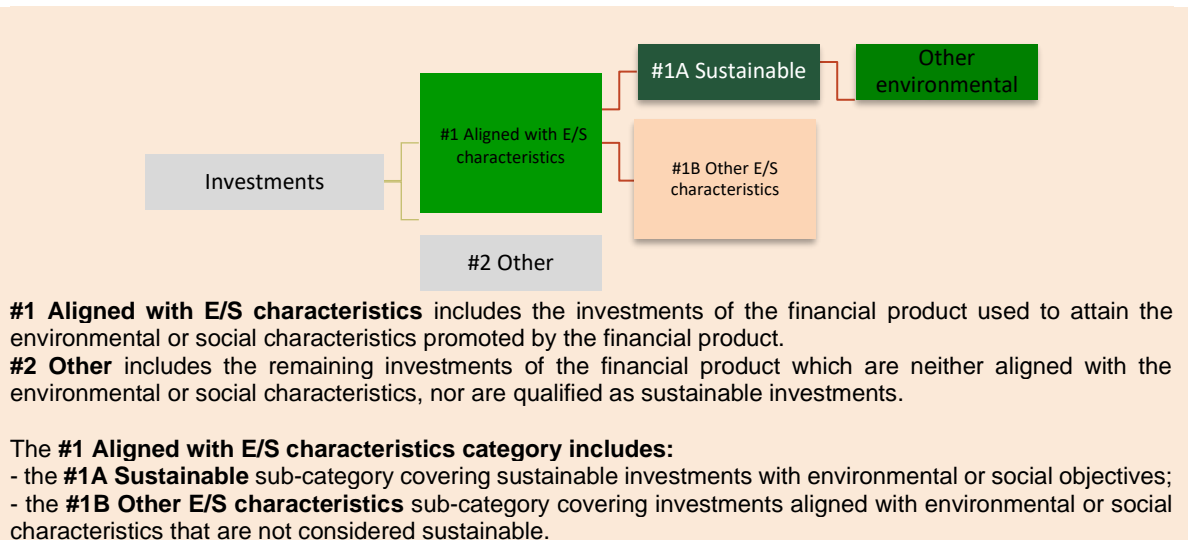 #1A Sustainable
Other
environmental
#1 Aligned with E/S
characteristics
Investments
#1B Other E/S
characteristics
#2 Other
#1 Aligned with E/S characteristics includes the investments of the financial product used to attain the
environmental or social characteristics promoted by the financial product.
#2 Other includes the remaining investments of the financial product which are neither aligned with the
environmental or social characteristics, nor are qualified as sustainable investments.
The #1 Aligned with E/S characteristics category includes:
- the #1A Sustainable sub-category covering sustainable investments with environmental or social objectives;
- the #1B Other E/S characteristics sub-category covering investments aligned with environmental or social
characteristics that are not considered sustainable.